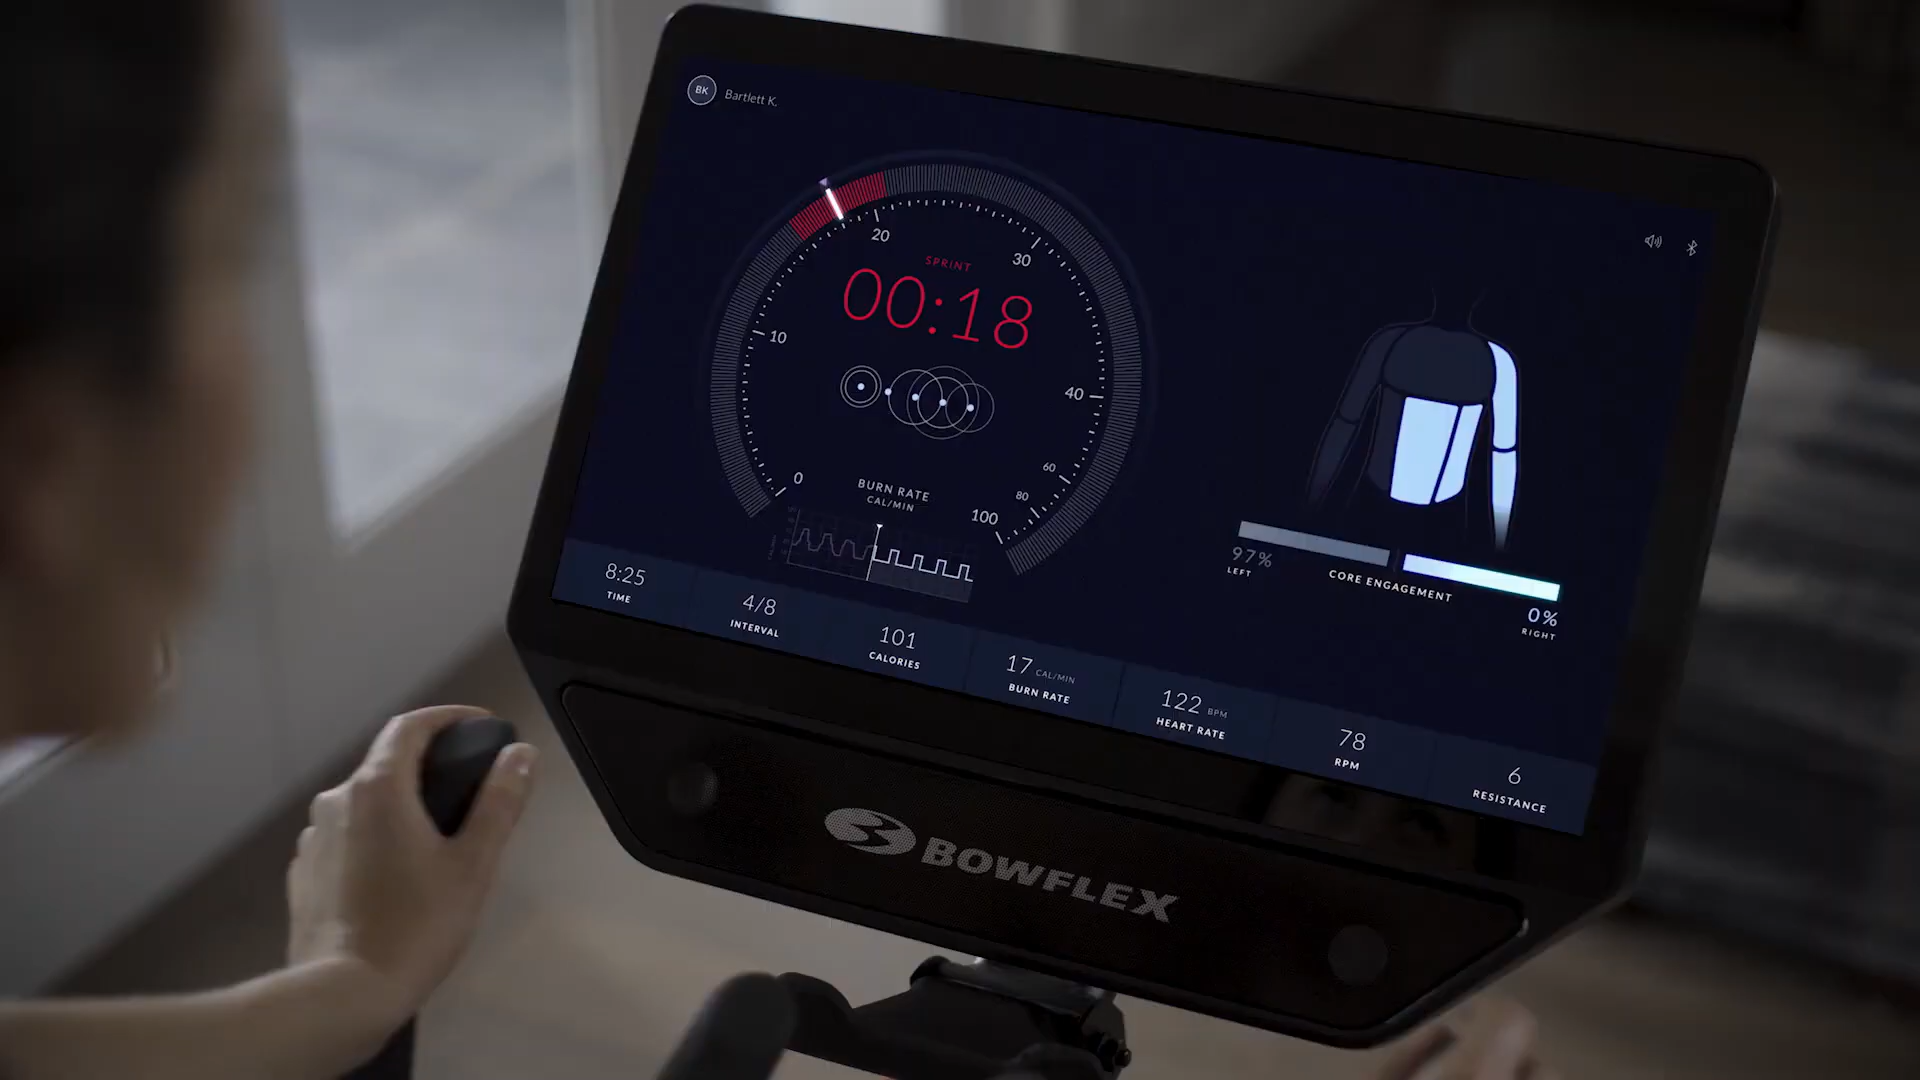 BK Bartlett K.
20
30
SPRINT
00:18
10
40
0
60
80
100
BURN RATE
CAL/MIN
97%
LEFT
CORE ENGAGEMENT
0%
RIGHT
8:25
TIME
4/8
INTERVAL
101
CALORIES
17 CAL/MIN
BURN RATE
122 BPM
HEART RATE
78
RPM
6
RESISTANCE
BOWFLEX